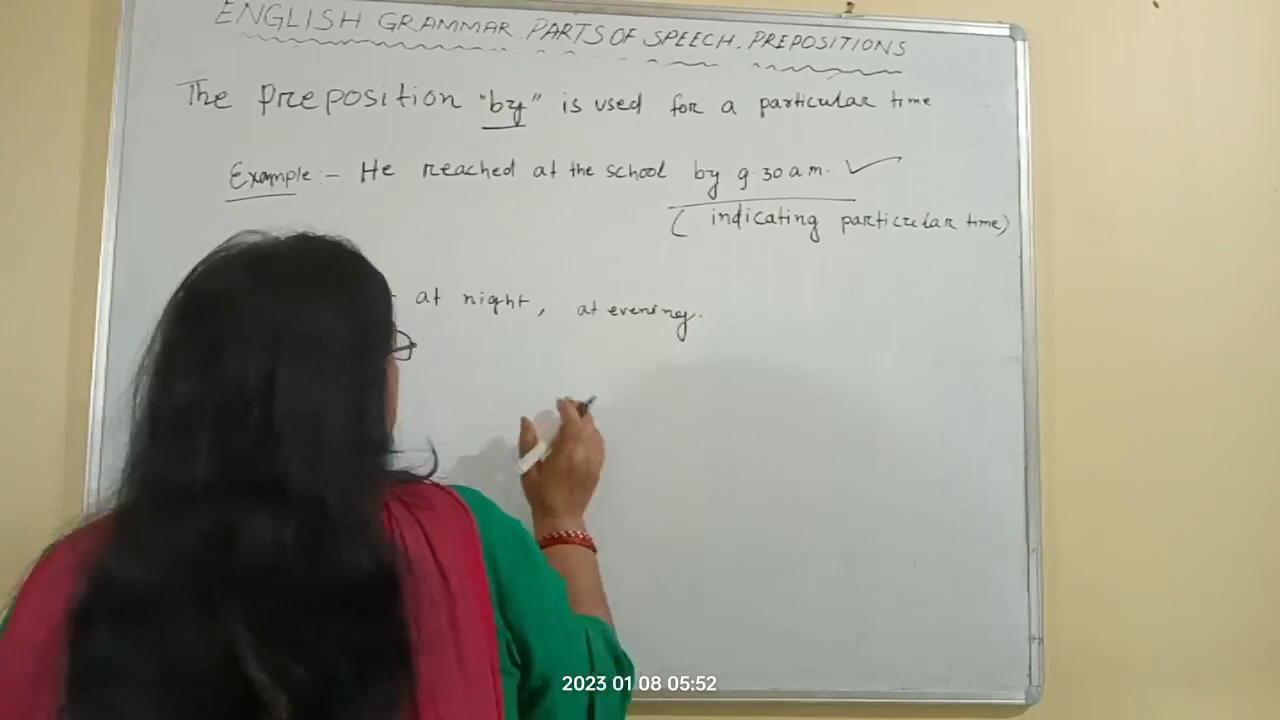 ENGLISH GRAMMAR PARTS OF SPEECH. PREPOSITIONS
The preposition "by" is used for a particular time
Example:- He reached at the school by 9.30 a.m. ✓
( indicating particular time)
at night, at evening.
2023 01 08 05:52